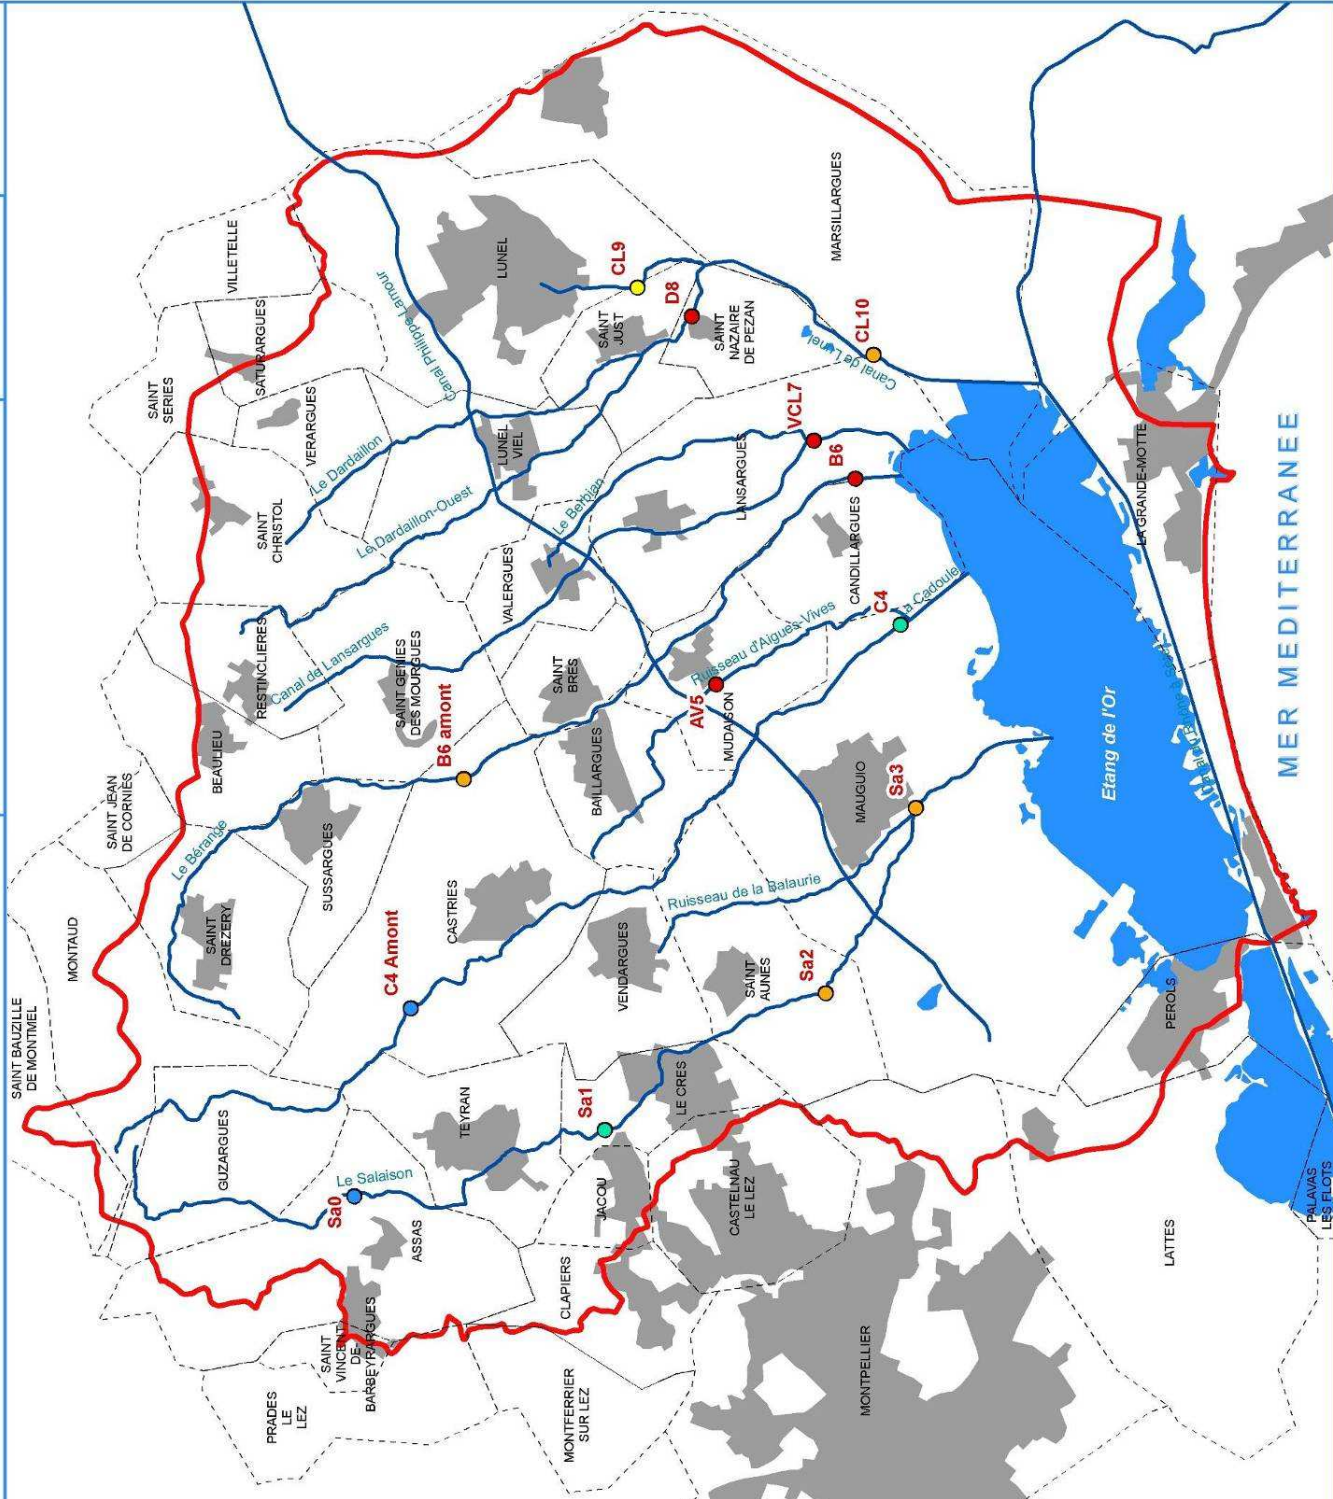 SAINT BAUZILLE
DE MONTMEL
MONTAUD
SAINT JEAN
DE CORNIES
SAINT
SERIES
VILLETELLE
SATURARGUES
VERARGUES
SAINT
CHRISTOL
Le Dardaillon
Le Dardaillon-Ouest
RESTINCLIERES
BEAULIEU
Canal de Lansargues
SAINT GENIES
DES MOURGUES
SUSSARGUES
Le Bérange
SAINT
DREZERY
GUZARGUES
Le Salaison
Sa0
ASSAS
SAINT
VINCENT
DE
BARBEYRARGUES
PRADES
LE
LEZ
MONTFERRIER
SUR LEZ
CLAPIERS
JACOU
TEYRAN
Sa1
LE CRES
CASTELNAU
LE LEZ
MONTPELLIER
C4 Amont
CASTRIES
VENDARGUES
SAINT
AUNES
Sa2
Ruisseau de la Balaurie
B6 amont
BAILLARGUES
SAINT
BRES
VALERGUES
Le Berbian
LUNEL
VIEL
Canal Philippe Lamour
LUNEL
CL9
D8
SAINT
JUST
SAINT
NAZAIRE
DE PEZAN
MARSILLARGUES
CL10
Canal de Lunel
VCL7
B6
LANSARGUES
CANDILLARGUES
C4
La Cadoule
Ruisseau d'Aigues-Vives
AV5
MUDAISON
MAUGUIO
Sa3
Etang de l'Or
LA GRANDE-MOTTE
MER MEDITERRANEE
PEROLS
LATTES
PALAVAS
LES FLOTS